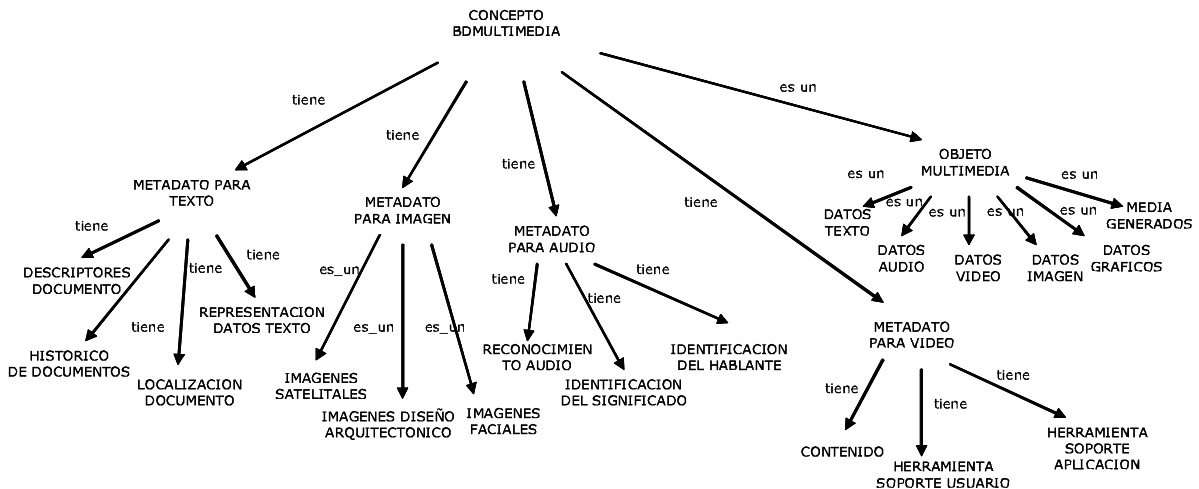 CONCEPTO
BDMULTIMEDIA
tiene
tiene
tiene
tiene
es un
METADATO PARA
TEXTO
METADATO
PARA IMAGEN
METADATO
PARA AUDIO
OBJETO
MULTIMEDIA
METADATO
PARA VIDEO
tiene
tiene
tiene
tiene
DESCRIPTORES
DOCUMENTO
HISTORICO
DE DOCUMENTOS
LOCALIZACION
DOCUMENTO
REPRESENTACION
DATOS TEXTO
es_un
es_un
es_un
IMAGENES
SATELITALES
IMAGENES DISEÑO
ARQUITECTONICO
IMAGENES
FACIALES
tiene
tiene
tiene
RECONOCIMIEN
TO AUDIO
IDENTIFICACION
DEL SIGNIFICADO
IDENTIFICACION
DEL HABLANTE
es un
es un
es un
es un
es un
es un
DATOS
TEXTO
DATOS
AUDIO
DATOS
VIDEO
DATOS
IMAGEN
DATOS
GRAFICOS
MEDIA
GENERADOS
tiene
tiene
tiene
CONTENIDO
HERRAMIENTA
SOPORTE USUARIO
HERRAMIENTA
SOPORTE
APLICACION